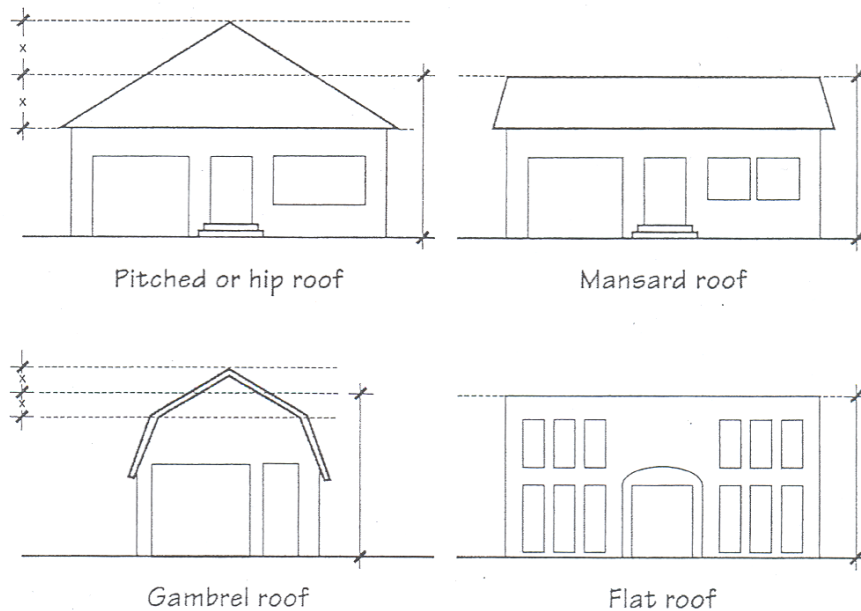 x
x
Pitched or hip roof
Mansard roof
x
x
Gambrel roof
Flat roof